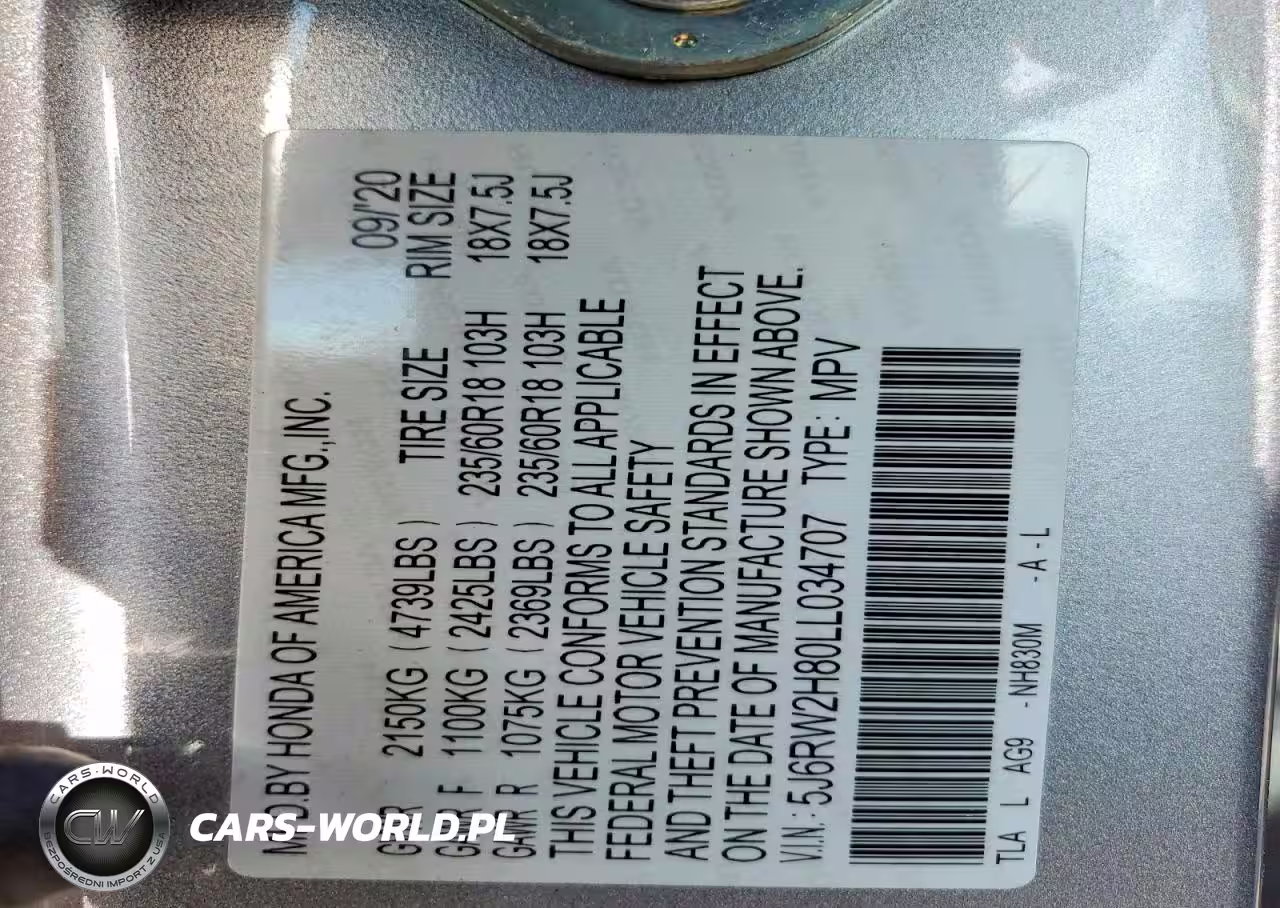 MFD.BY HONDA OF AMERICA MFG.,INC.
09/'20
GVWR 2150KG ( 4739LBS ) TIRE SIZE RIM SIZE
GAWR F 1100KG ( 2425LBS ) 235/60R18 103H 18X7.5J
GAWR R 1075KG ( 2369LBS ) 235/60R18 103H 18X7.5J
THIS VEHICLE CONFORMS TO ALL APPLICABLE
FEDERAL MOTOR VEHICLE SAFETY
AND THEFT PREVENTION STANDARDS IN EFFECT
ON THE DATE OF MANUFACTURE SHOWN ABOVE.
V.I.N.: 5J6RW2H80LL034707 TYPE: MPV
TLA L AG9 - NH830M - A - L
CARS-WORLD
CW
BEZPOŚREDNI IMPORT Z USA
CARS-WORLD.PL